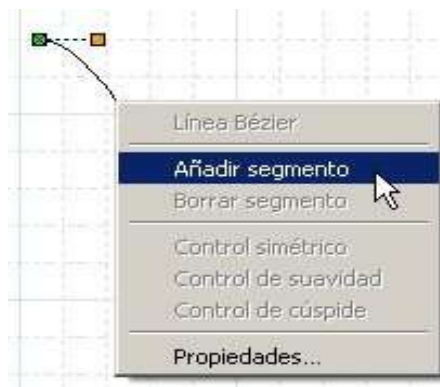 Línea Bézier
Añadir segmento
Borrar segmento
Control simétrico
Control de suavidad
Control de cúspide
Propiedades...